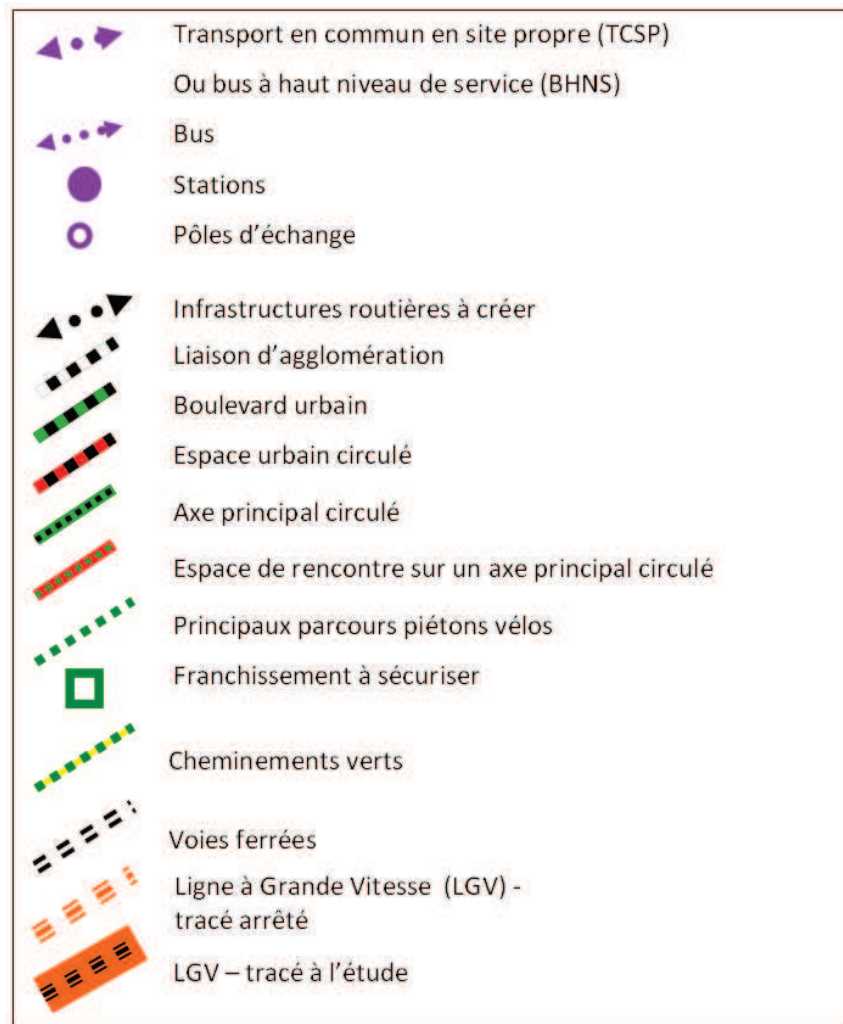 Transport en commun en site propre (TCSP)
Ou bus à haut niveau de service (BHNS)
Bus
Stations
Pôles d'échange
Infrastructures routières à créer
Liaison d'agglomération
Boulevard urbain
Espace urbain circulé
Axe principal circulé
Espace de rencontre sur un axe principal circulé
Principaux parcours piétons vélos
Franchissement à sécuriser
Cheminements verts
Voies ferrées
Ligne à Grande Vitesse (LGV) -
tracé arrêté
LGV – tracé à l'étude